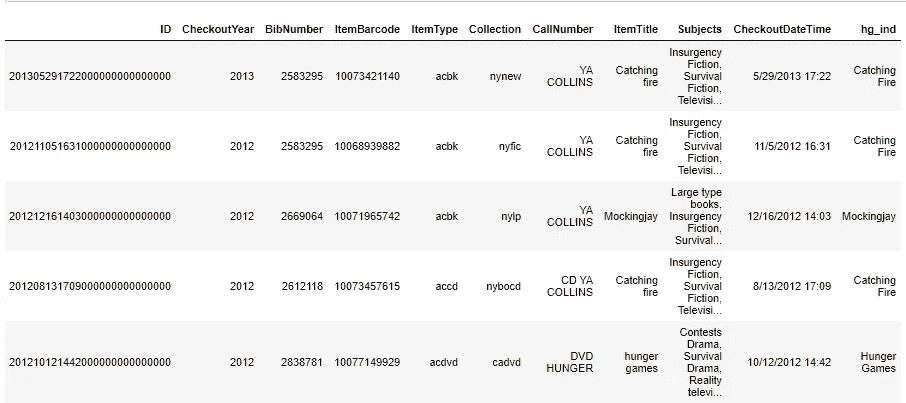 ID CheckoutYear BibNumber ItemBarcode ItemType Collection CallNumber ItemTitle Subjects CheckoutDateTime hg_ind
Insurgency
Fiction,
201305291722000000000000000 2013 2583295 10073421140 acbk nynew YA COLLINS Catching fire Survival 5/29/2013 17:22 Catching Fire
Fiction,
Televisi...
Insurgency
Fiction,
201211051631000000000000000 2012 2583295 10068939882 acbk nyfic YA COLLINS Catching fire Survival 11/5/2012 16:31 Catching Fire
Fiction,
Televisi...
Large type
books,
201212161403000000000000000 2012 2669064 10071965742 acbk nylp YA COLLINS Mockingjay Insurgency 12/16/2012 14:03 Mockingjay
Fiction,
Survival...
Insurgency
Fiction,
201208131709000000000000000 2012 2612118 10073457615 accd nybocd CD YA COLLINS Catching fire Survival 8/13/2012 17:09 Catching Fire
Fiction,
Televisi...
Contests
Drama,
Survival
201210121442000000000000000 2012 2838781 10077149929 acdvd cadvd DVD HUNGER hunger games Drama, 10/12/2012 14:42 Hunger Games
Reality
televi...